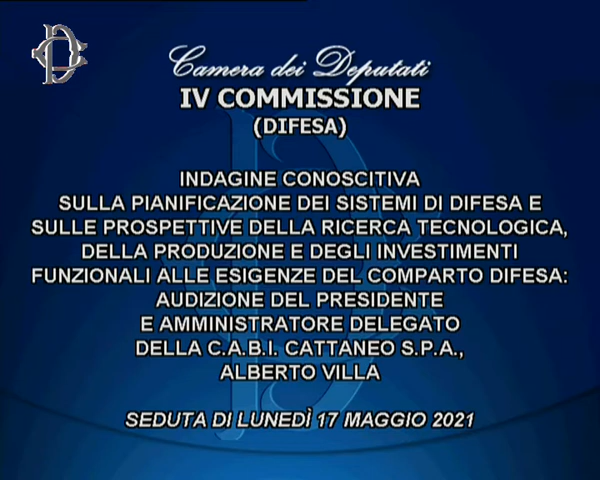 Camera dei Deputati
IV COMMISSIONE
(DIFESA)
INDAGINE CONOSCITIVA
SULLA PIANIFICAZIONE DEI SISTEMI DI DIFESA E
SULLE PROSPETTIVE DELLA RICERCA TECNOLOGICA,
DELLA PRODUZIONE E DEGLI INVESTIMENTI
FUNZIONALI ALLE ESIGENZE DEL COMPARTO DIFESA:
AUDIZIONE DEL PRESIDENTE
E AMMINISTRATORE DELEGATO
DELLA C.A.B.I. CATTANEO S.P.A.,
ALBERTO VILLA
SEDUTA DI LUNEDÌ 17 MAGGIO 2021